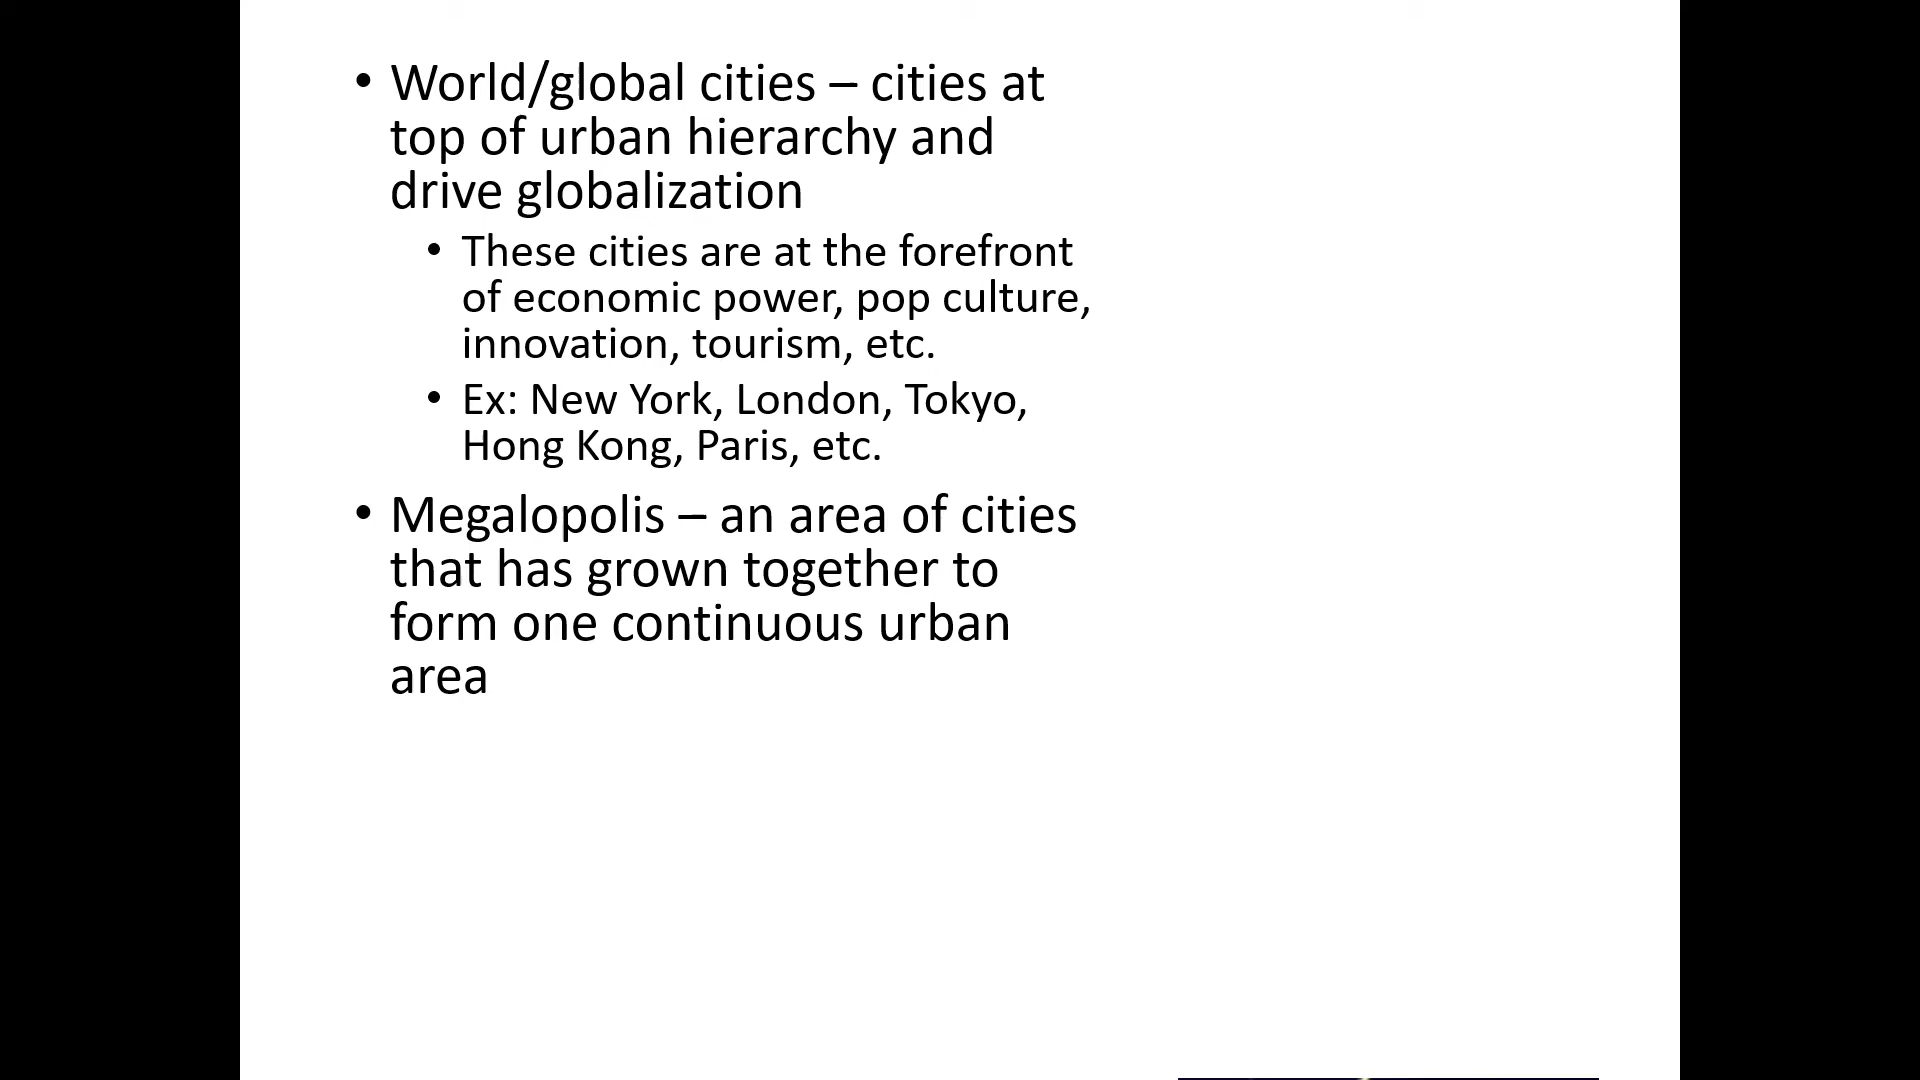 • World/global cities – cities at
top of urban hierarchy and
drive globalization
• These cities are at the forefront
of economic power, pop culture,
innovation, tourism, etc.
• Ex: New York, London, Tokyo,
Hong Kong, Paris, etc.
• Megalopolis – an area of cities
that has grown together to
form one continuous urban
area